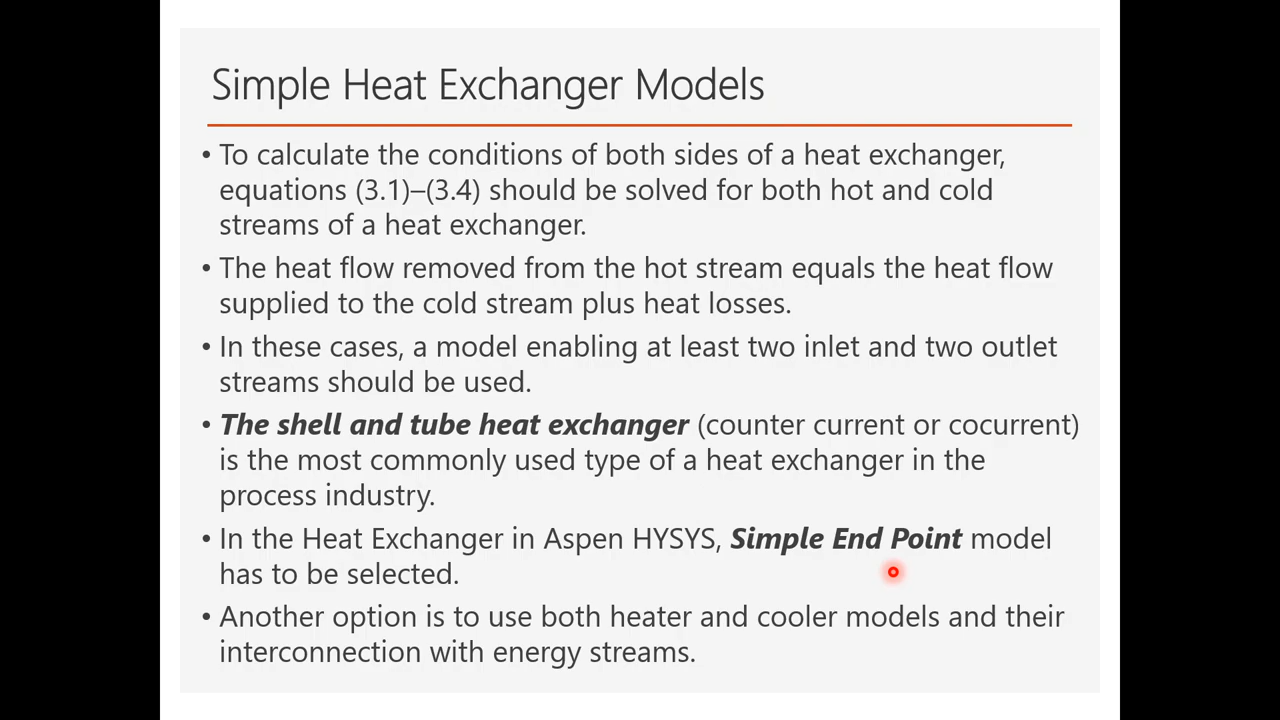 Simple Heat Exchanger Models
• To calculate the conditions of both sides of a heat exchanger,
equations (3.1)–(3.4) should be solved for both hot and cold
streams of a heat exchanger.
• The heat flow removed from the hot stream equals the heat flow
supplied to the cold stream plus heat losses.
• In these cases, a model enabling at least two inlet and two outlet
streams should be used.
• The shell and tube heat exchanger (counter current or cocurrent)
is the most commonly used type of a heat exchanger in the
process industry.
• In the Heat Exchanger in Aspen HYSYS, Simple End Point model
has to be selected.
• Another option is to use both heater and cooler models and their
interconnection with energy streams.